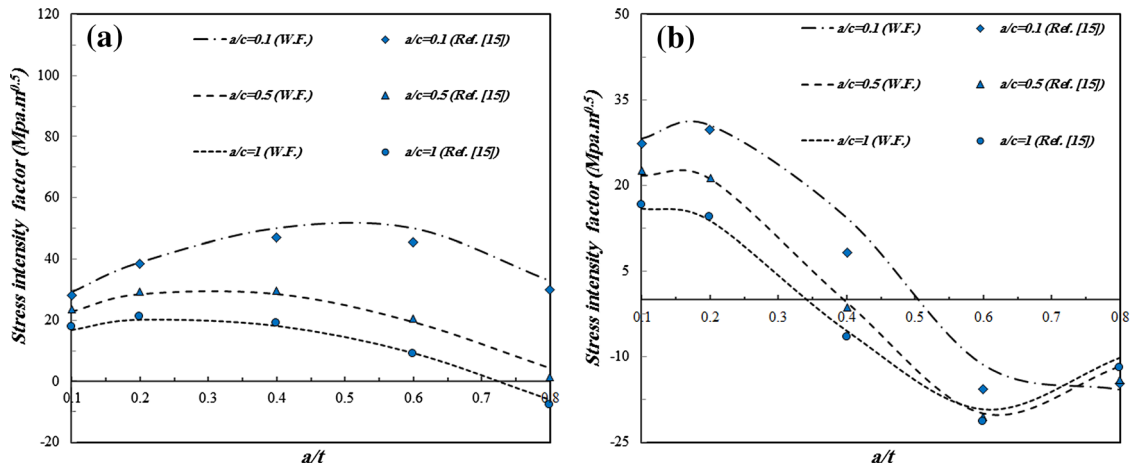 (a)
Stress intensity factor (Mpa.m^0.5)
120
100
80
60
40
20
0
-20
0.1 0.2 0.3 0.4 0.5 0.6 0.7 0.8
a/t
a/c=0.1 (W.F.) a/c=0.1 (Ref. [15])
a/c=0.5 (W.F.) a/c=0.5 (Ref. [15])
a/c=1 (W.F.) a/c=1 (Ref. [15])
(b)
Stress intensity factor (Mpa.m^0.5)
50
35
20
5
-10
-25
0.1 0.2 0.3 0.4 0.5 0.6 0.7 0.8
a/t
a/c=0.1 (W.F.) a/c=0.1 (Ref. [15])
a/c=0.5 (W.F.) a/c=0.5 (Ref. [15])
a/c=1 (W.F.) a/c=1 (Ref. [15])